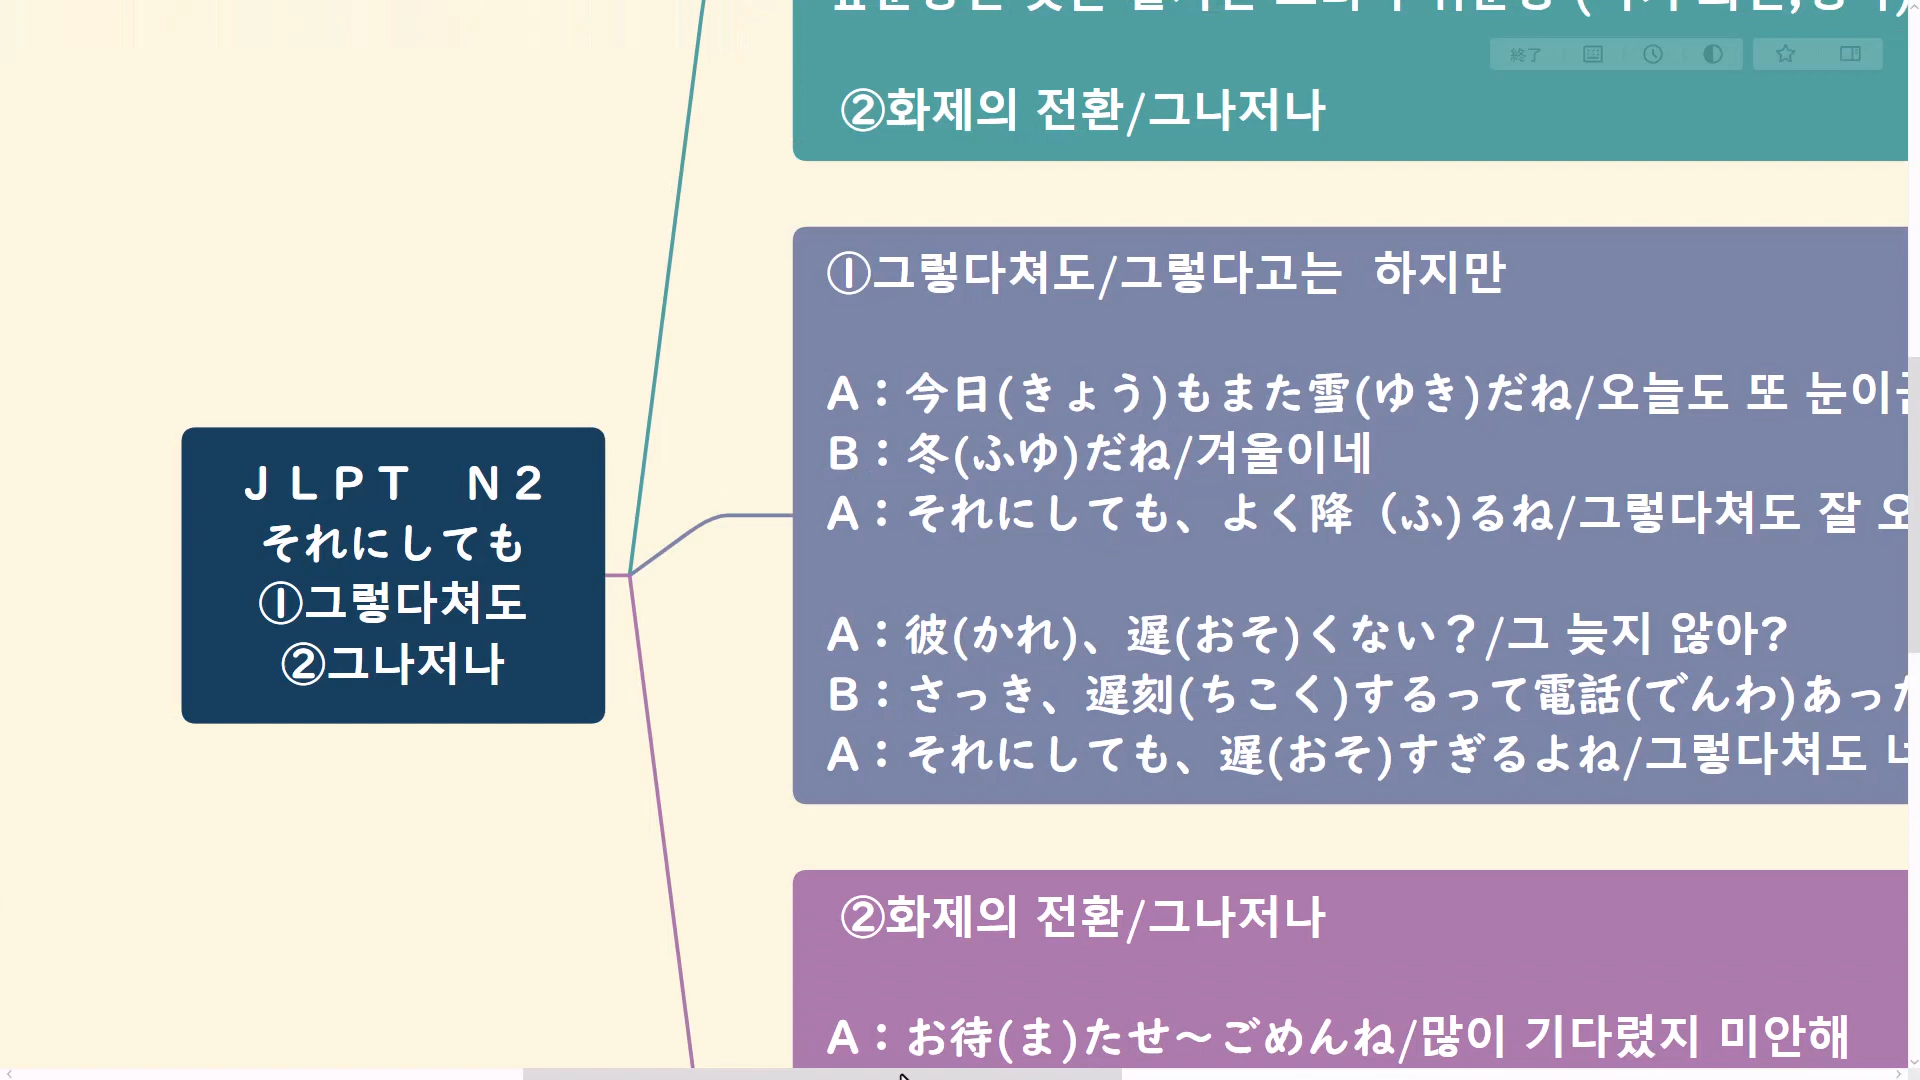 終了
②화제의 전환/그나저나
①그렇다쳐도/그렇다고는 하지만
A：今日(きょう)もまた雪(ゆき)だね/오늘도 또 눈이
B：冬(ふゆ)だね/겨울이네
A：それにしても、よく降（ふ)るね/그렇다쳐도 잘
A：彼(かれ)、遅(おそ)くない？/그 늦지 않아?
B：さっき、遅刻(ちこく)するって電話(でんわ)あっ
A：それにしても、遅(おそ)すぎるよね/그렇다쳐도
ＪＬＰＴ　Ｎ２
それにしても
①그렇다쳐도
②그나저나
②화제의 전환/그나저나
A：お待(ま)たせ～ごめんね/많이 기다렸지 미안해